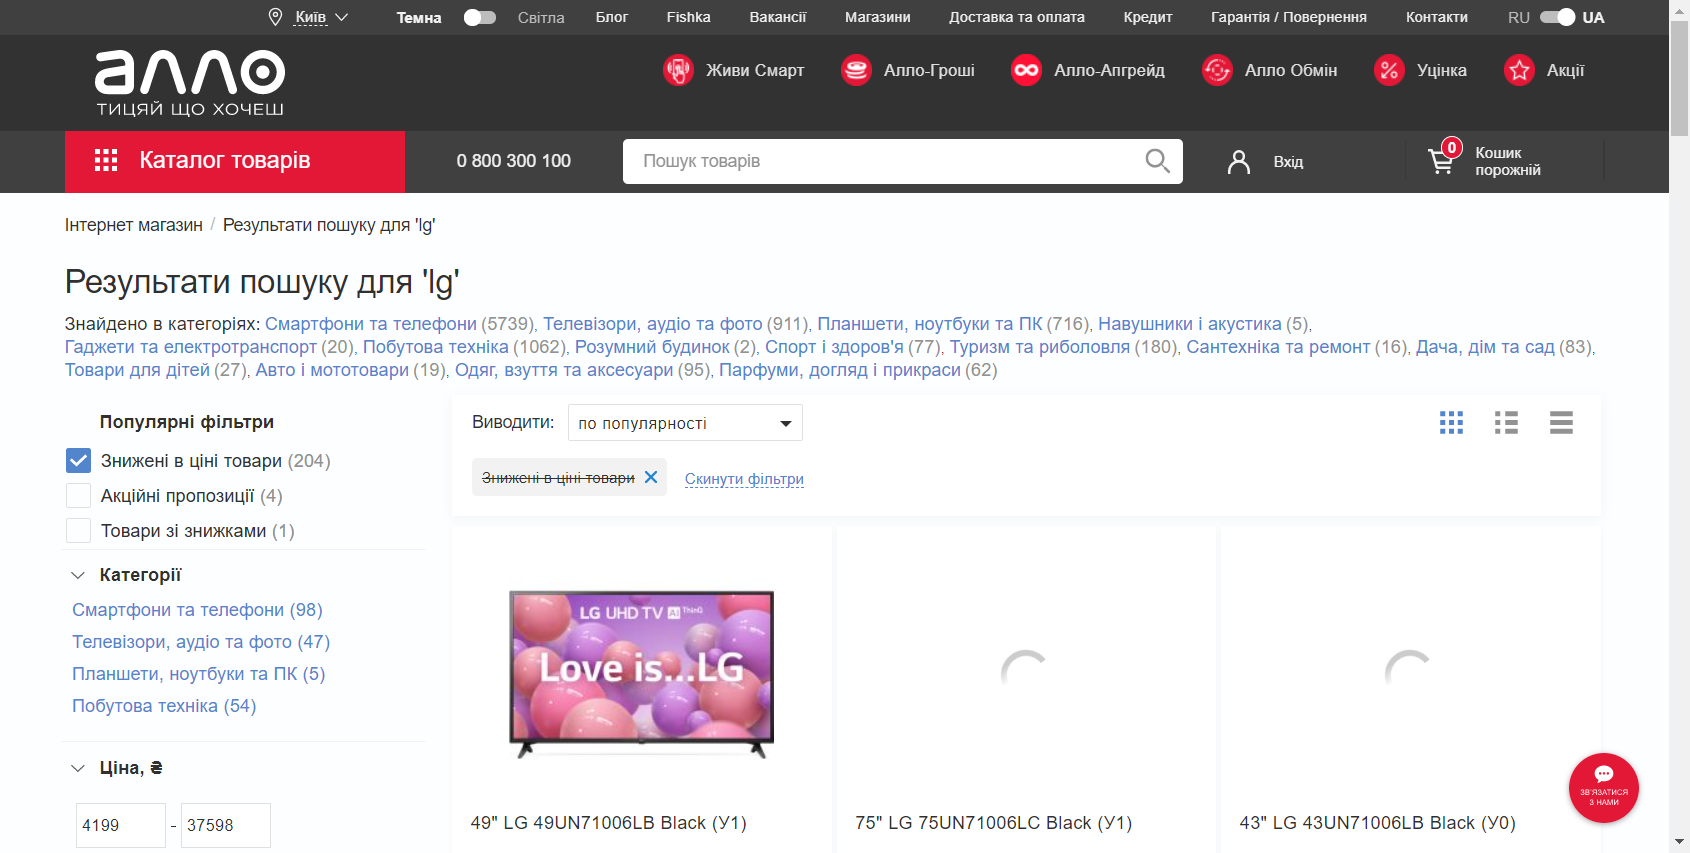 Київ
Темна
Світла
Блог
Fishka
Вакансії
Магазини
Доставка та оплата
Кредит
Гарантія / Повернення
Контакти
RU
UA
алло
ТИЦЯЙ ЩО ХОЧЕШ
Живи Смарт
Алло-Гроші
Алло-Апгрейд
Алло Обмін
Уцінка
Акції
Каталог товарів
0 800 300 100
Пошук товарів
Вхід
0
Кошик
порожній
Інтернет магазин / Результати пошуку для 'lg'
Результати пошуку для 'lg'
Знайдено в категоріях: Смартфони та телефони (5739), Телевізори, аудіо та фото (911), Планшети, ноутбуки та ПК (716), Навушники і акустика (5),
Гаджети та електротранспорт (20), Побутова техніка (1062), Розумний будинок (2), Спорт і здоров'я (77), Туризм та риболовля (180), Сантехніка та ремонт (16), Дача, дім та сад (83),
Товари для дітей (27), Авто і мототовари (19), Одяг, взуття та аксесуари (95), Парфуми, догляд і прикраси (62)
Популярні фільтри
Знижені в ціні товари (204)
Акційні пропозиції (4)
Товари зі знижками (1)
Категорії
Смартфони та телефони (98)
Телевізори, аудіо та фото (47)
Планшети, ноутбуки та ПК (5)
Побутова техніка (54)
Ціна, ₴
4199 - 37598
Виводити: по популярності
Знижені в ціні товари
Скинути фільтри
LG UHD TV AI ThinQ
Love is...LG
49" LG 49UN71006LB Black (У1)
75" LG 75UN71006LC Black (У1)
43" LG 43UN71006LB Black (У0)
ЗВ'ЯЗАТИСЯ
З НАМИ